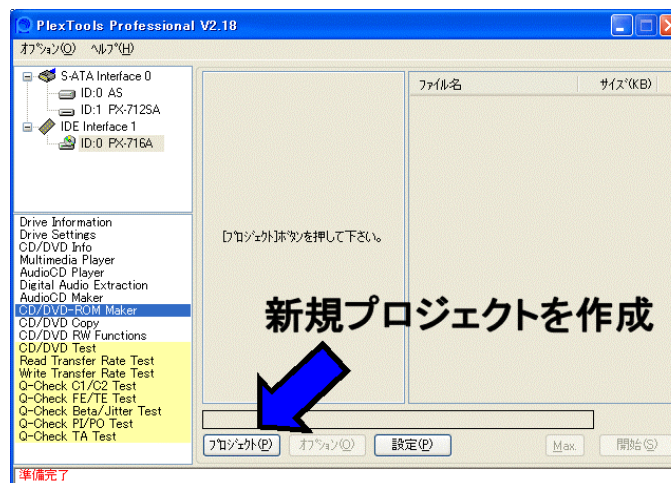 PlexTools Professional V2.18
オプション(O) ヘルプ(H)
S-ATA Interface 0
ID:0 AS
ID:1 PX-712SA
IDE Interface 1
ID:0 PX-716A
Drive Information
Drive Settings
CD/DVD Info
Multimedia Player
AudioCD Player
Digital Audio Extraction
AudioCD Maker
CD/DVD-ROM Maker
CD/DVD Copy
CD/DVD RW Functions
CD/DVD Test
Read Transfer Rate Test
Write Transfer Rate Test
Q-Check C1/C2 Test
Q-Check FE/TE Test
Q-Check Beta/Jitter Test
Q-Check PI/PO Test
Q-Check TA Test
[プロジェクト]ボタンを押して下さい。
ファイル名 サイズ(KB)
新規プロジェクトを作成
プロジェクト(P) オプション(O) 設定(P) Max. 開始(S)
準備完了